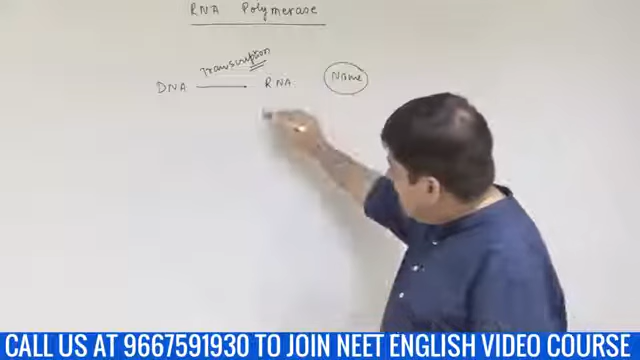 RNA Polymerase
Transcription
DNA → RNA
Name
CALL US AT 9667591930 TO JOIN NEET ENGLISH VIDEO COURSE